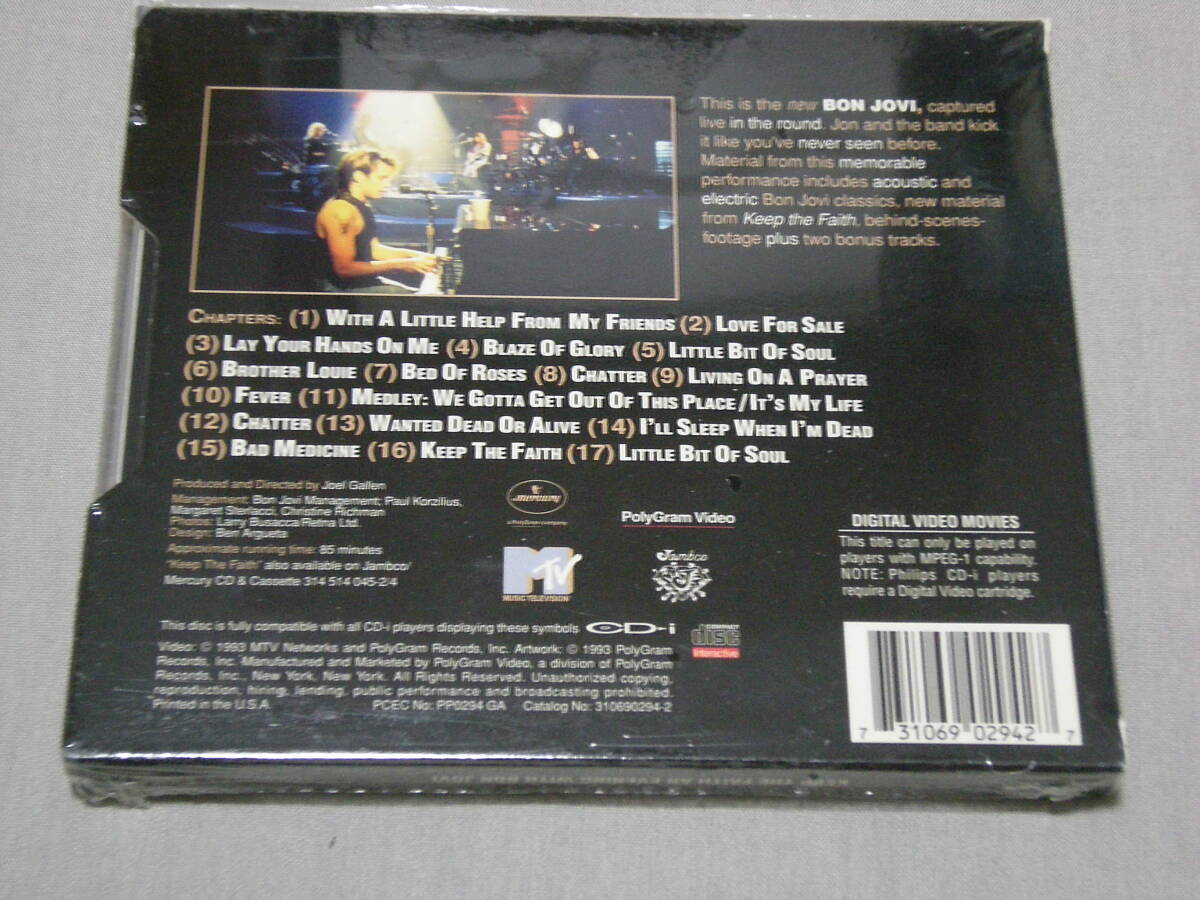 This is the new BON JOVI, captured
live in the round. Jon and the band kick
it like you've never seen before.
Material from this memorable
performance includes acoustic and
electric Bon Jovi classics, new material
from Keep the Faith, behind-scenes-
footage plus two bonus tracks.
CHAPTERS: (1) WITH A LITTLE HELP FROM MY FRIENDS (2) LOVE FOR SALE
(3) LAY YOUR HANDS ON ME (4) BLAZE OF GLORY (5) LITTLE BIT OF SOUL
(6) BROTHER LOUIE (7) BED OF ROSES (8) CHATTER (9) LIVING ON A PRAYER
(10) FEVER (11) MEDLEY: WE GOTTA GET OUT OF THIS PLACE/IT'S MY LIFE
(12) CHATTER (13) WANTED DEAD OR ALIVE (14) I'LL SLEEP WHEN I'M DEAD
(15) BAD MEDICINE (16) KEEP THE FAITH (17) LITTLE BIT OF SOUL
Produced and Directed by Joel Gallen
Management: Bon Jovi Management; Paul Korzilius,
Margaret Sterlacci, Christine Richman
Photos: Larry Busacca/Retna Ltd.
Design: Ben Argueta
Approximate running time: 85 minutes
"Keep The Faith" also available on Jambco/
Mercury CD & Cassette 314 514 045-2/4
mercury
a PolyGram company
PolyGram Video
MTV
MUSIC TELEVISION
Jambco
DIGITAL VIDEO MOVIES
This title can only be played on
players with MPEG-1 capability.
NOTE: Philips CD-i players
require a Digital Video cartridge.
This disc is fully compatible with all CD-i players displaying these symbols CD-i
COMPACT
disc
Interactive
Video: © 1993 MTV Networks and PolyGram Records, Inc. Artwork: © 1993 PolyGram
Records, Inc. Manufactured and Marketed by PolyGram Video, a division of PolyGram
Records, Inc., New York, New York. All Rights Reserved. Unauthorized copying,
reproduction, hiring, lending, public performance and broadcasting prohibited.
Printed in the U.S.A. PCEC No: PP0294 GA Catalog No: 310690294-2
7 31069 02942 7
KEEP THE FAITH: AN EVENING WITH BON JOVI